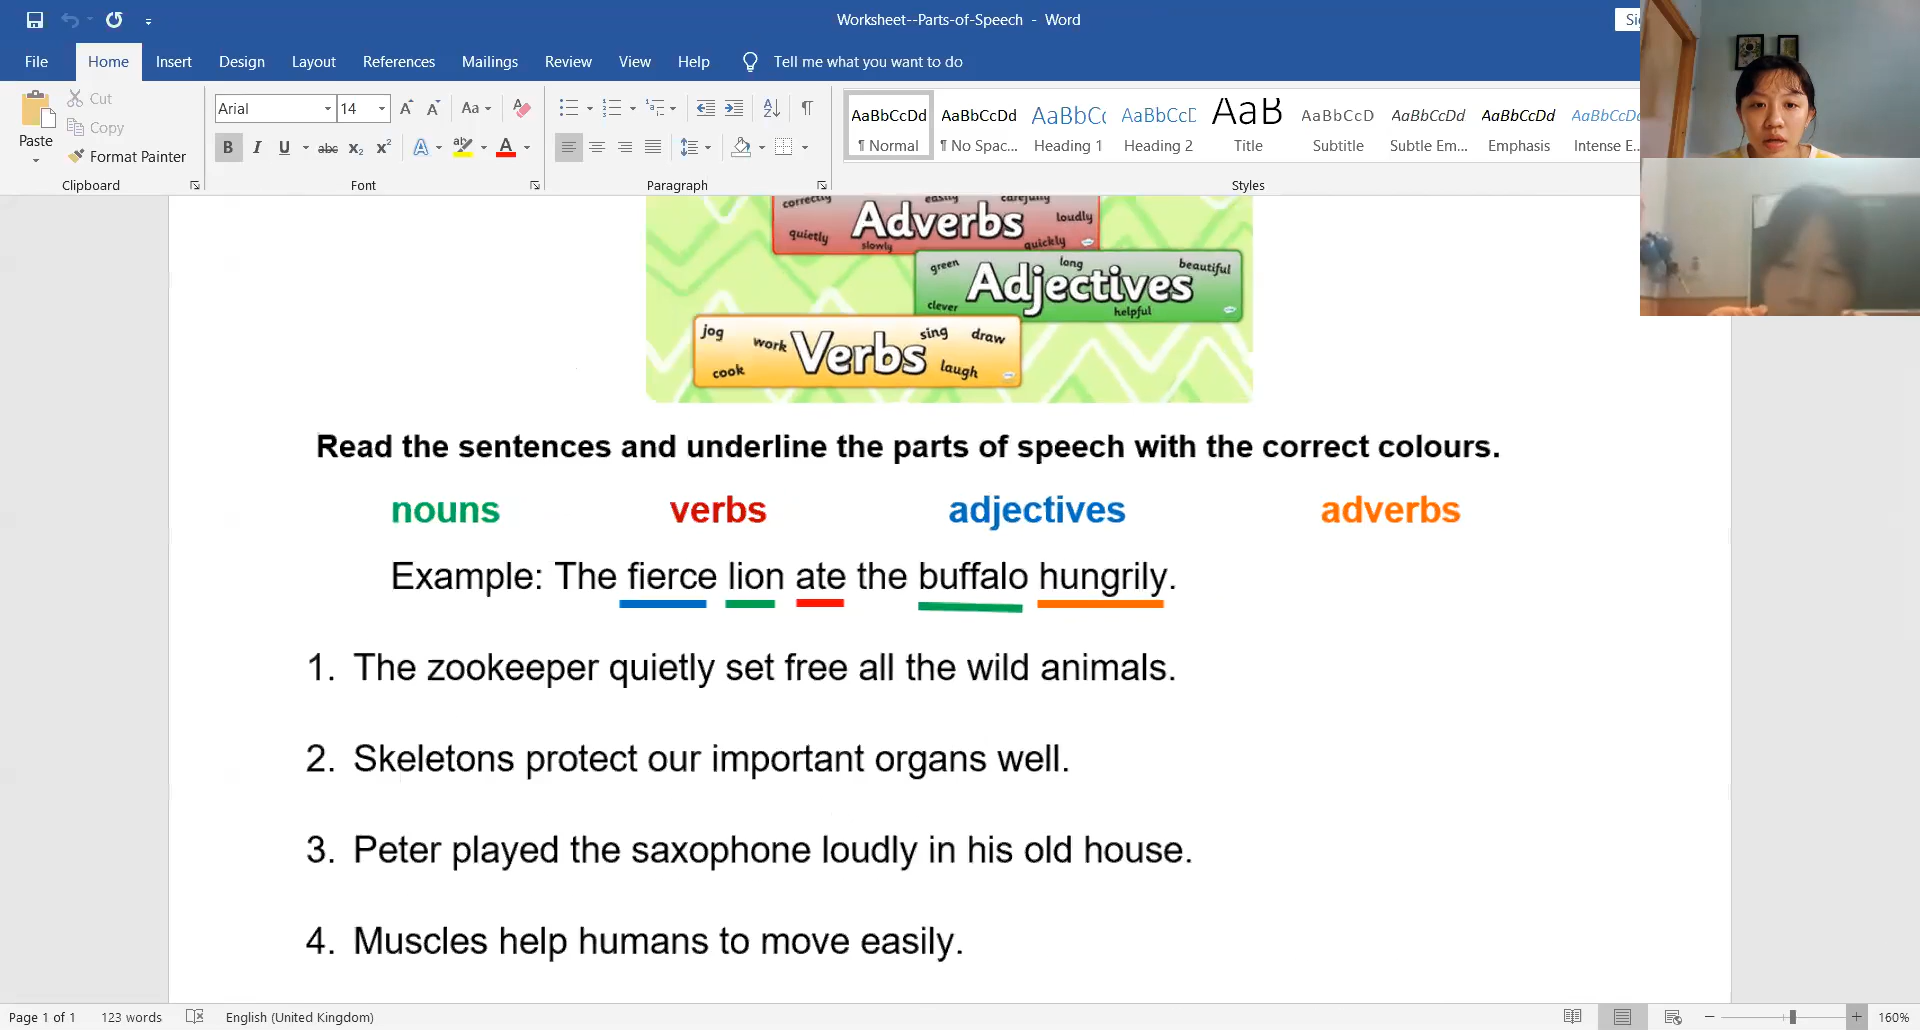 Worksheet--Parts-of-Speech - Word
File Home Insert Design Layout References Mailings Review View Help Tell me what you want to do
Cut
Copy
Format Painter
Paste
Clipboard
Arial 14
Font
Paragraph
AaBbCcDd AaBbCcDd AaBbCc AaBbCcD AaB AaBbCcD AaBbCcDd AaBbCcDd AaBbCcDd
¶ Normal ¶ No Spac... Heading 1 Heading 2 Title Subtitle Subtle Em... Emphasis Intense E...
Styles
correctly easily carefully
Adverbs
loudly
quietly slowly quickly
green long beautiful
Adjectives
clever helpful
jog work sing draw
Verbs
cook laugh
Read the sentences and underline the parts of speech with the correct colours.
nouns verbs adjectives adverbs
Example: The fierce lion ate the buffalo hungrily.
1. The zookeeper quietly set free all the wild animals.
2. Skeletons protect our important organs well.
3. Peter played the saxophone loudly in his old house.
4. Muscles help humans to move easily.
Page 1 of 1 123 words English (United Kingdom) 160%